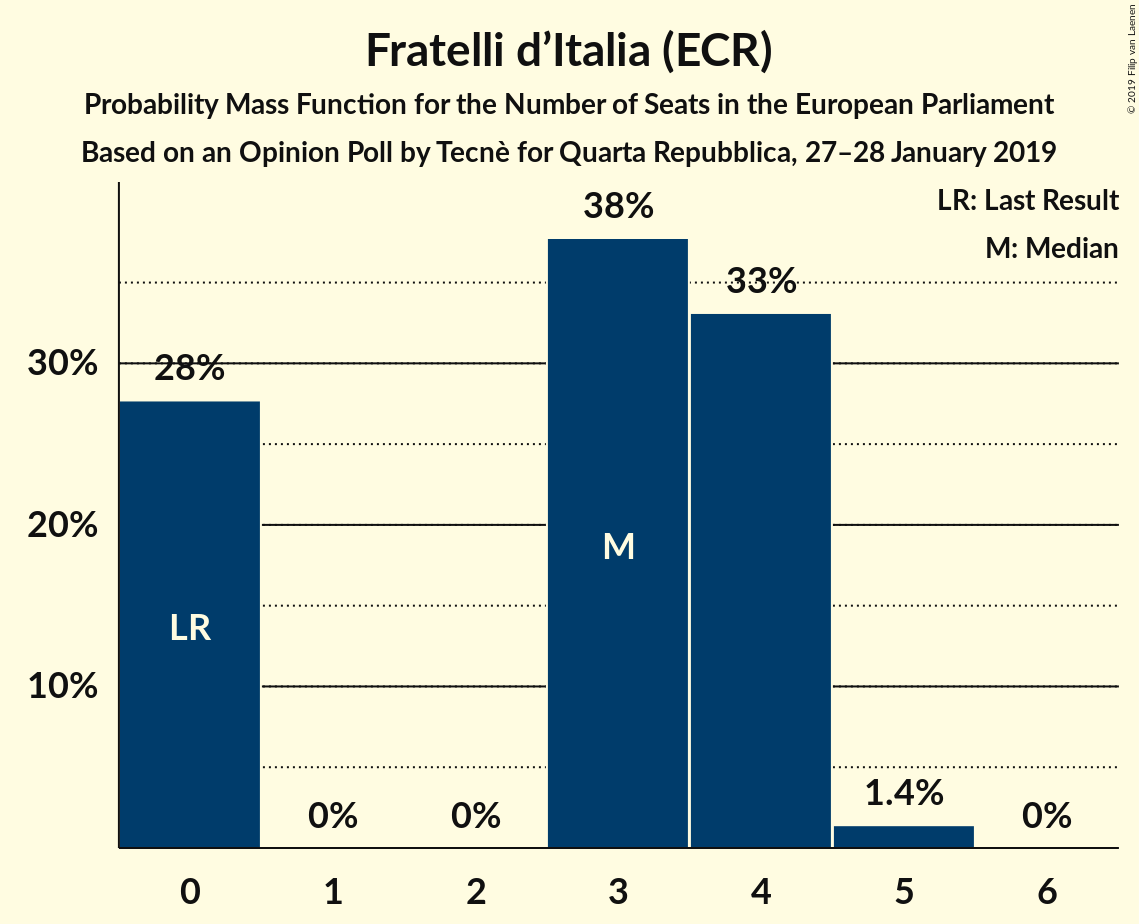 Fratelli d’Italia (ECR)
Probability Mass Function for the Number of Seats in the European Parliament
Based on an Opinion Poll by Tecnè for Quarta Repubblica, 27–28 January 2019
© 2019 Filip van Laenen
LR: Last Result
M: Median
38%
33%
28%
30%
20%
10%
M
LR
0%
0%
1.4%
0%
0
1
2
3
4
5
6